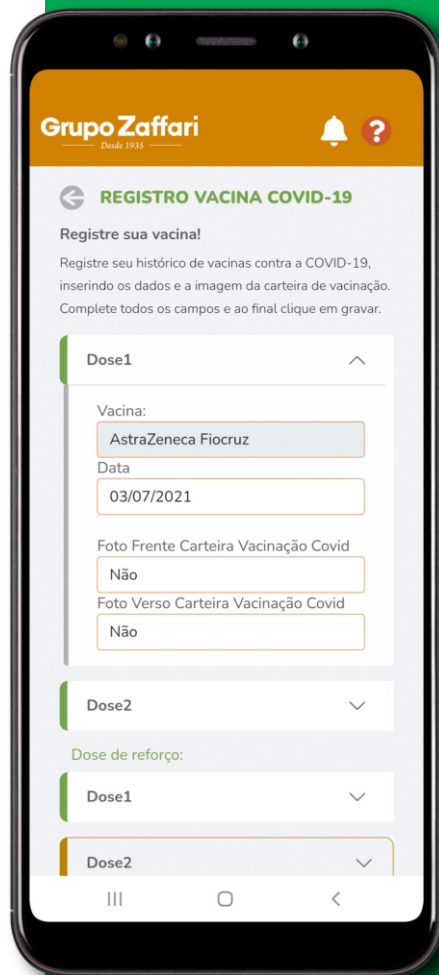 Grupo Zaffari
Desde 1935
?
REGISTRO VACINA COVID-19
Registre sua vacina!
Registre seu histórico de vacinas contra a COVID-19,
inserindo os dados e a imagem da carteira de vacinação.
Complete todos os campos e ao final clique em gravar.
Dose1
Vacina:
AstraZeneca Fiocruz
Data
03/07/2021
Foto Frente Carteira Vacinação Covid
Não
Foto Verso Carteira Vacinação Covid
Não
Dose2
Dose de reforço:
Dose1
Dose2